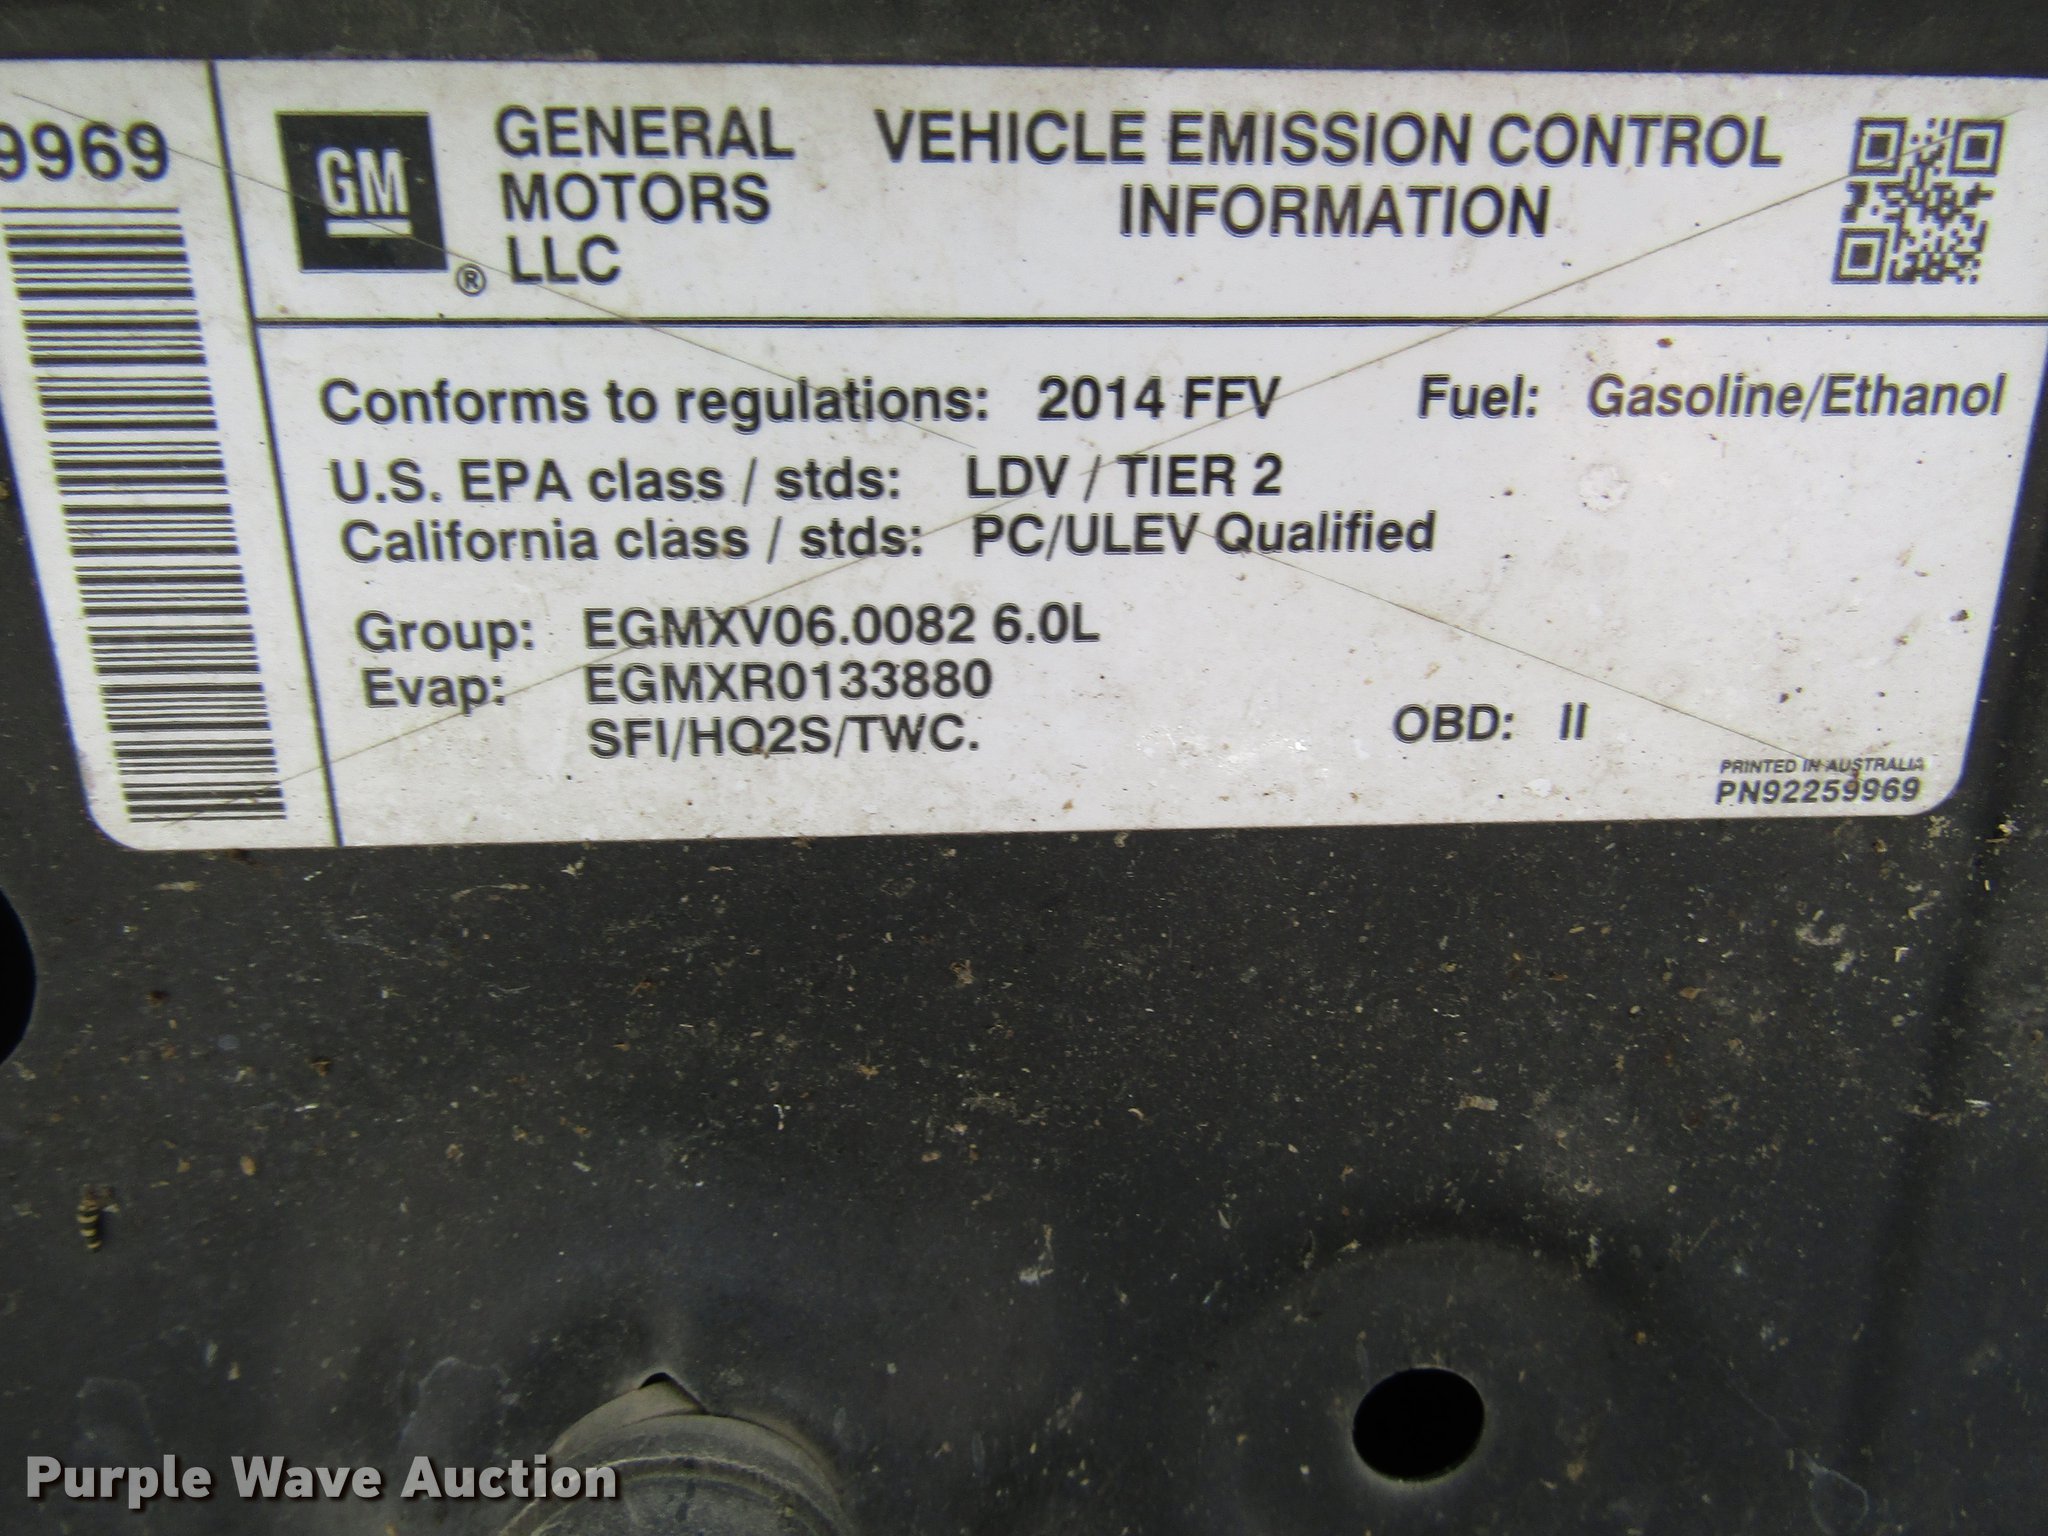 9969
GM
®
GENERAL
MOTORS
LLC
VEHICLE EMISSION CONTROL
INFORMATION
Conforms to regulations: 2014 FFV Fuel: Gasoline/Ethanol
U.S. EPA class / stds: LDV / TIER 2
California class / stds: PC/ULEV Qualified
Group: EGMXV06.0082 6.0L
Evap: EGMXR0133880
SFI/HO2S/TWC.
OBD: II
PRINTED IN AUSTRALIA
PN92259969
Purple Wave Auction